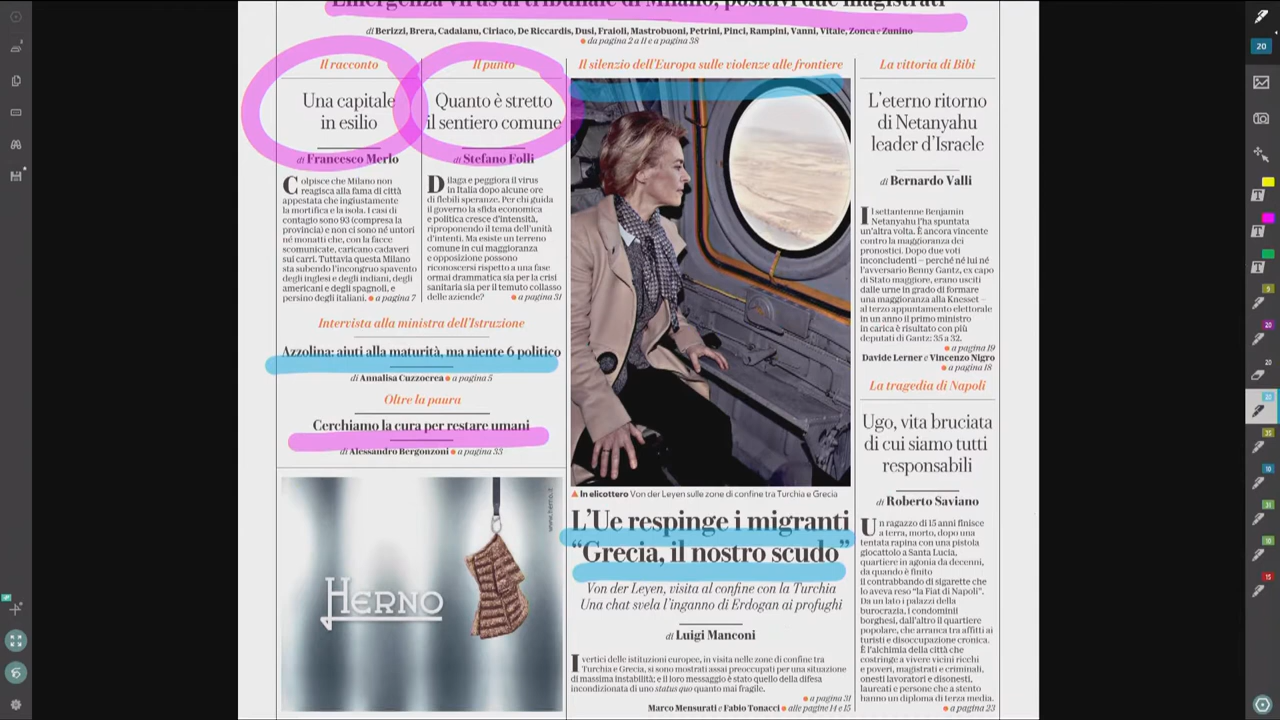 Emergenza virus al tribunale di Milano, positivi due magistrati
di Berizzi, Brera, Cadalanu, Ciriaco, De Riccardis, Dusi, Fraioli, Mastrobuoni, Petrini, Pinci, Rampini, Vanni, Vitale, Zonca e Zunino
● da pagina 2 a 11 e a pagina 38
Il racconto
Una capitale
in esilio
di Francesco Merlo
Colpisce che Milano non
reagisca alla fama di città
appestata che ingiustamente
la mortifica e la isola. I casi di
contagio sono 93 (compresa la
provincia) e non ci sono né untori
né monatti che, con la facce
scomunicate, caricano cadaveri
sui carri. Tuttavia questa Milano
sta subendo l'incongruo spavento
degli inglesi e degli indiani, degli
americani e degli spagnoli, e
persino degli italiani. ● a pagina 7
Il punto
Quanto è stretto
il sentiero comune
di Stefano Folli
Dilaga e peggiora il virus
in Italia dopo alcune ore
di flebili speranze. Per chi guida
il governo la sfida economica
e politica cresce d'intensità,
riproponendo il tema dell'unità
d'intenti. Ma esiste un terreno
comune in cui maggioranza
e opposizione possono
riconoscersi rispetto a una fase
ormai drammatica sia per la crisi
sanitaria sia per il temuto collasso
delle aziende? ● a pagina 31
Intervista alla ministra dell'Istruzione
Azzolina: aiuti alla maturità, ma niente 6 politico
di Annalisa Cuzzocrea ● a pagina 5
Oltre la paura
Cerchiamo la cura per restare umani
di Alessandro Bergonzoni ● a pagina 33
www.herno.it
HERNO
Il silenzio dell'Europa sulle violenze alle frontiere
▲ In elicottero Von der Leyen sulle zone di confine tra Turchia e Grecia
L'Ue respinge i migranti
“Grecia, il nostro scudo”
Von der Leyen, visita al confine con la Turchia
Una chat svela l'inganno di Erdogan ai profughi
di Luigi Manconi
I vertici delle istituzioni europee, in visita nelle zone di confine tra
Turchia e Grecia, si sono mostrati assai preoccupati per una situazione
di massima instabilità; e il loro messaggio è stato quello della difesa
incondizionata di uno status quo quanto mai fragile.
● a pagina 31
Marco Mensurati e Fabio Tonacci ● alle pagine 14 e 15
La vittoria di Bibi
L'eterno ritorno
di Netanyahu
leader d'Israele
di Bernardo Valli
Il settantenne Benjamin
Netanyahu l'ha spuntata
un'altra volta. È ancora vincente
contro la maggioranza dei
pronostici. Dopo due voti
inconcludenti — perché né lui né
l'avversario Benny Gantz, ex capo
di Stato maggiore, erano usciti
dalle urne in grado di formare
una maggioranza alla Knesset —
al terzo appuntamento elettorale
in un anno il primo ministro
in carica è risultato con più
deputati di Gantz: 35 a 32.
● a pagina 19
Davide Lerner e Vincenzo Nigro
● a pagina 18
La tragedia di Napoli
Ugo, vita bruciata
di cui siamo tutti
responsabili
di Roberto Saviano
Un ragazzo di 15 anni finisce
a terra, morto, dopo una
tentata rapina con una pistola
giocattolo a Santa Lucia,
quartiere in agonia da decenni,
da quando è finito
il contrabbando di sigarette che
lo aveva reso “la Fiat di Napoli”.
Da un lato i palazzi della
burocrazia, i condomini
borghesi, dall'altro il quartiere
popolare, che arranca tra affitti ai
turisti e disoccupazione cronica.
È l'alchimia della città che
costringe a vivere vicini ricchi
e poveri, magistrati e criminali,
onesti lavoratori e disonesti,
laureati e persone che a stento
hanno un diploma di terza media.
● a pagina 23
20
T
T
T
5
20
20
20
35
10
31
10
15